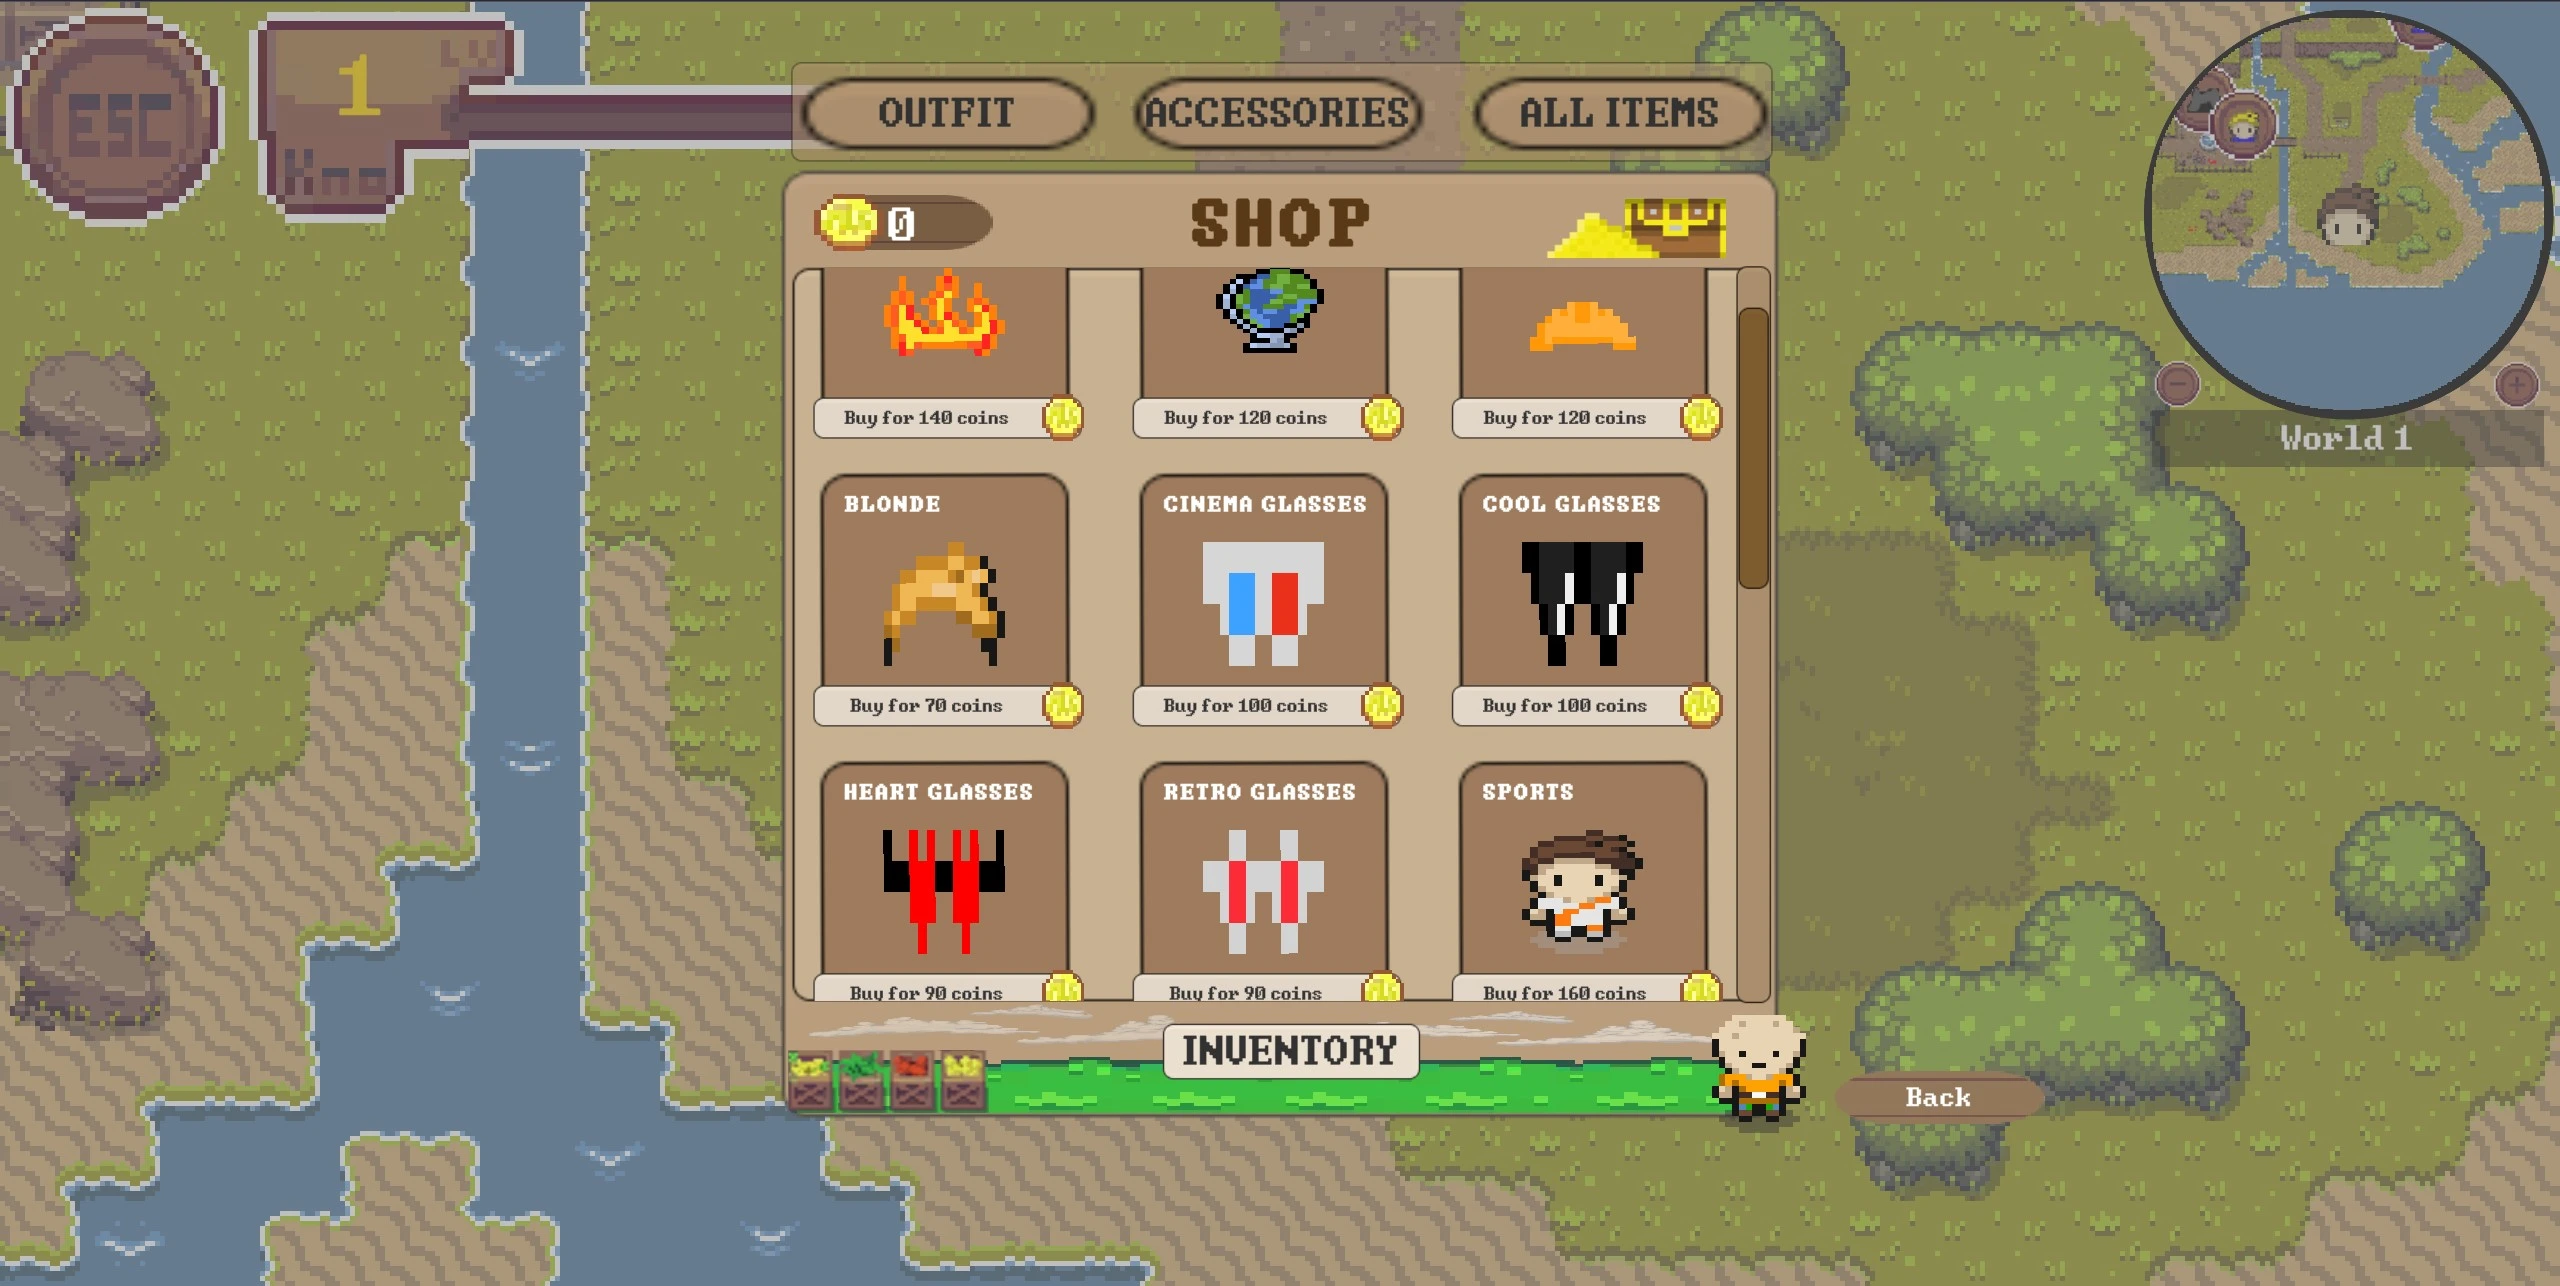 ESC
1
OUTFIT
ACCESSORIES
ALL ITEMS
0
SHOP
Buy for 140 coins
Buy for 120 coins
Buy for 120 coins
World 1
BLONDE
CINEMA GLASSES
COOL GLASSES
Buy for 70 coins
Buy for 100 coins
Buy for 100 coins
HEART GLASSES
RETRO GLASSES
SPORTS
Buy for 90 coins
Buy for 90 coins
Buy for 160 coins
INVENTORY
Back